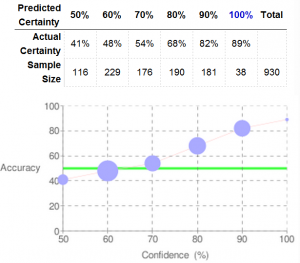 Predicted Certainty 50% 60% 70% 80% 90% 100% Total
Actual Certainty 41% 48% 54% 68% 82% 89%
Sample Size 116 229 176 190 181 38 930
100
80
60
Accuracy
40
20
0
50 60 70 80 90 100
Confidence (%)